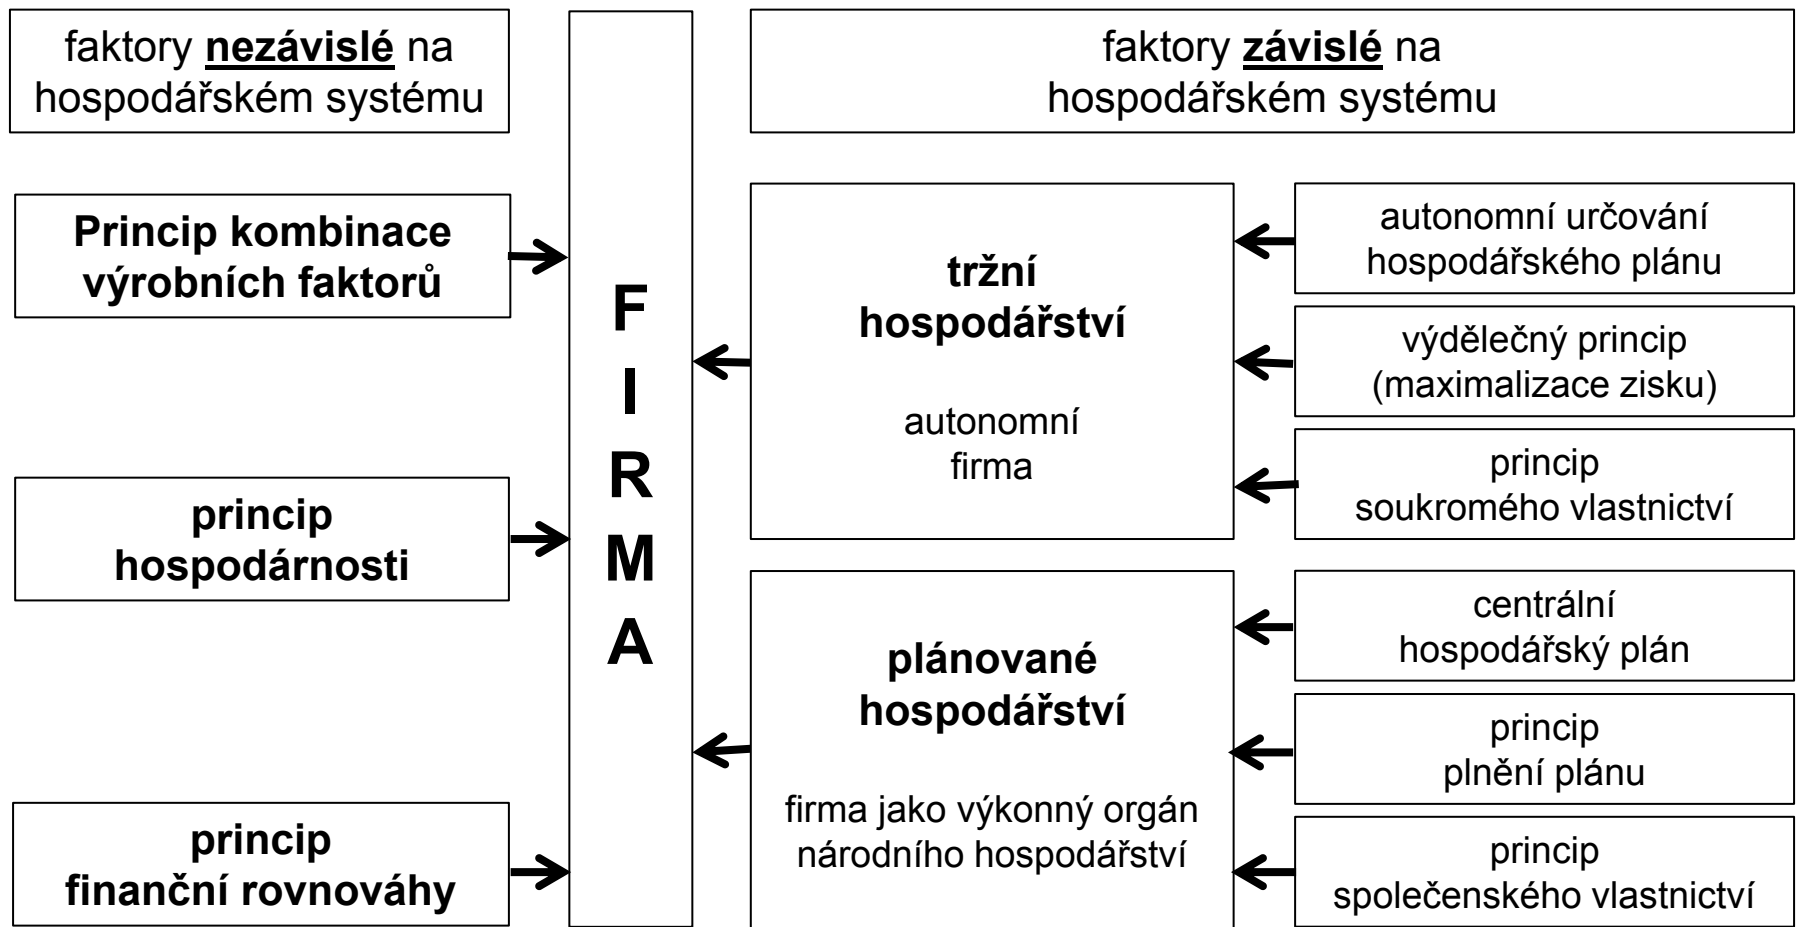 faktory nezávislé na
hospodářském systému
faktory závislé na
hospodářském systému
Princip kombinace
výrobních faktorů
princip
hospodárnosti
princip
finanční rovnováhy
F
I
R
M
A
tržní
hospodářství
autonomní
firma
plánované
hospodářství
firma jako výkonný orgán
národního hospodářství
autonomní určování
hospodářského plánu
výdělečný princip
(maximalizace zisku)
princip
soukromého vlastnictví
centrální
hospodářský plán
princip
plnění plánu
princip
společenského vlastnictví